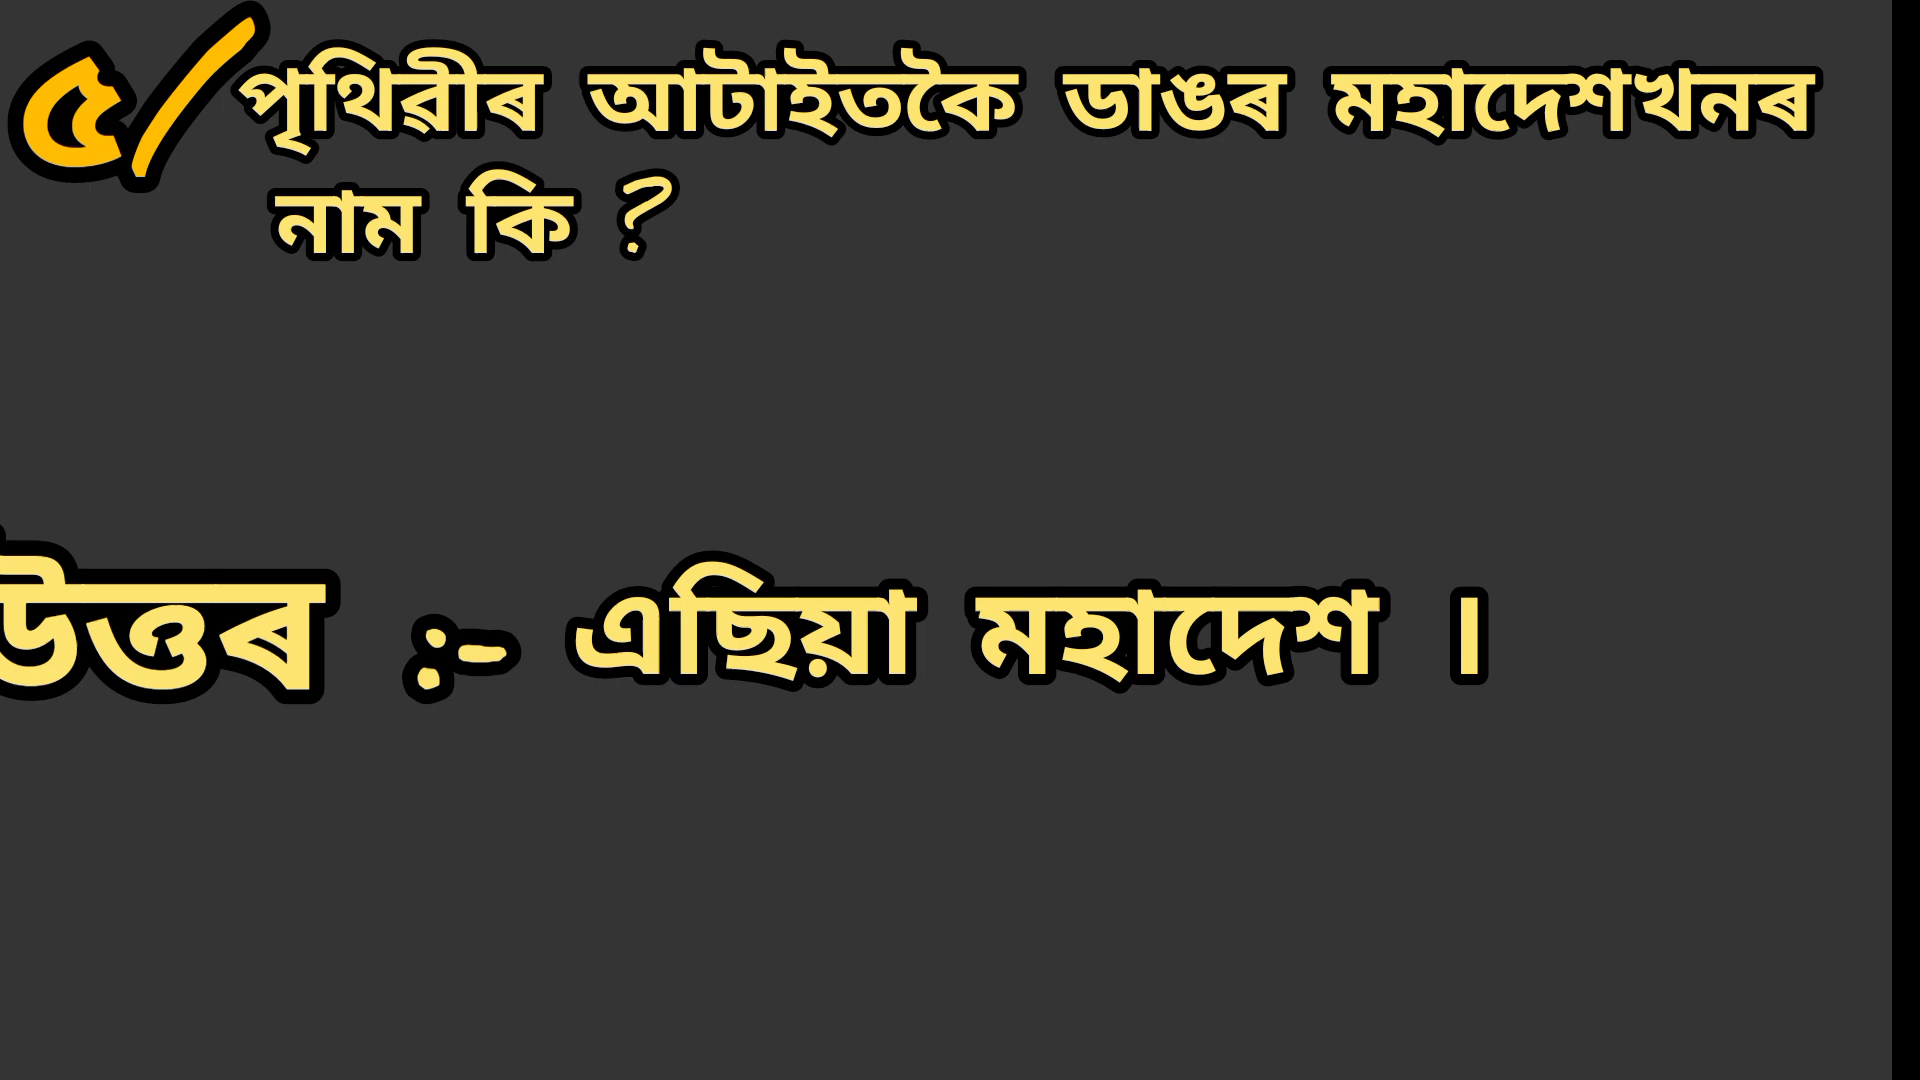 ৫/ পৃথিৱীৰ আটাইতকৈ ডাঙৰ মহাদেশখনৰ
নাম কি ?
উত্তৰ :- এছিয়া মহাদেশ ।